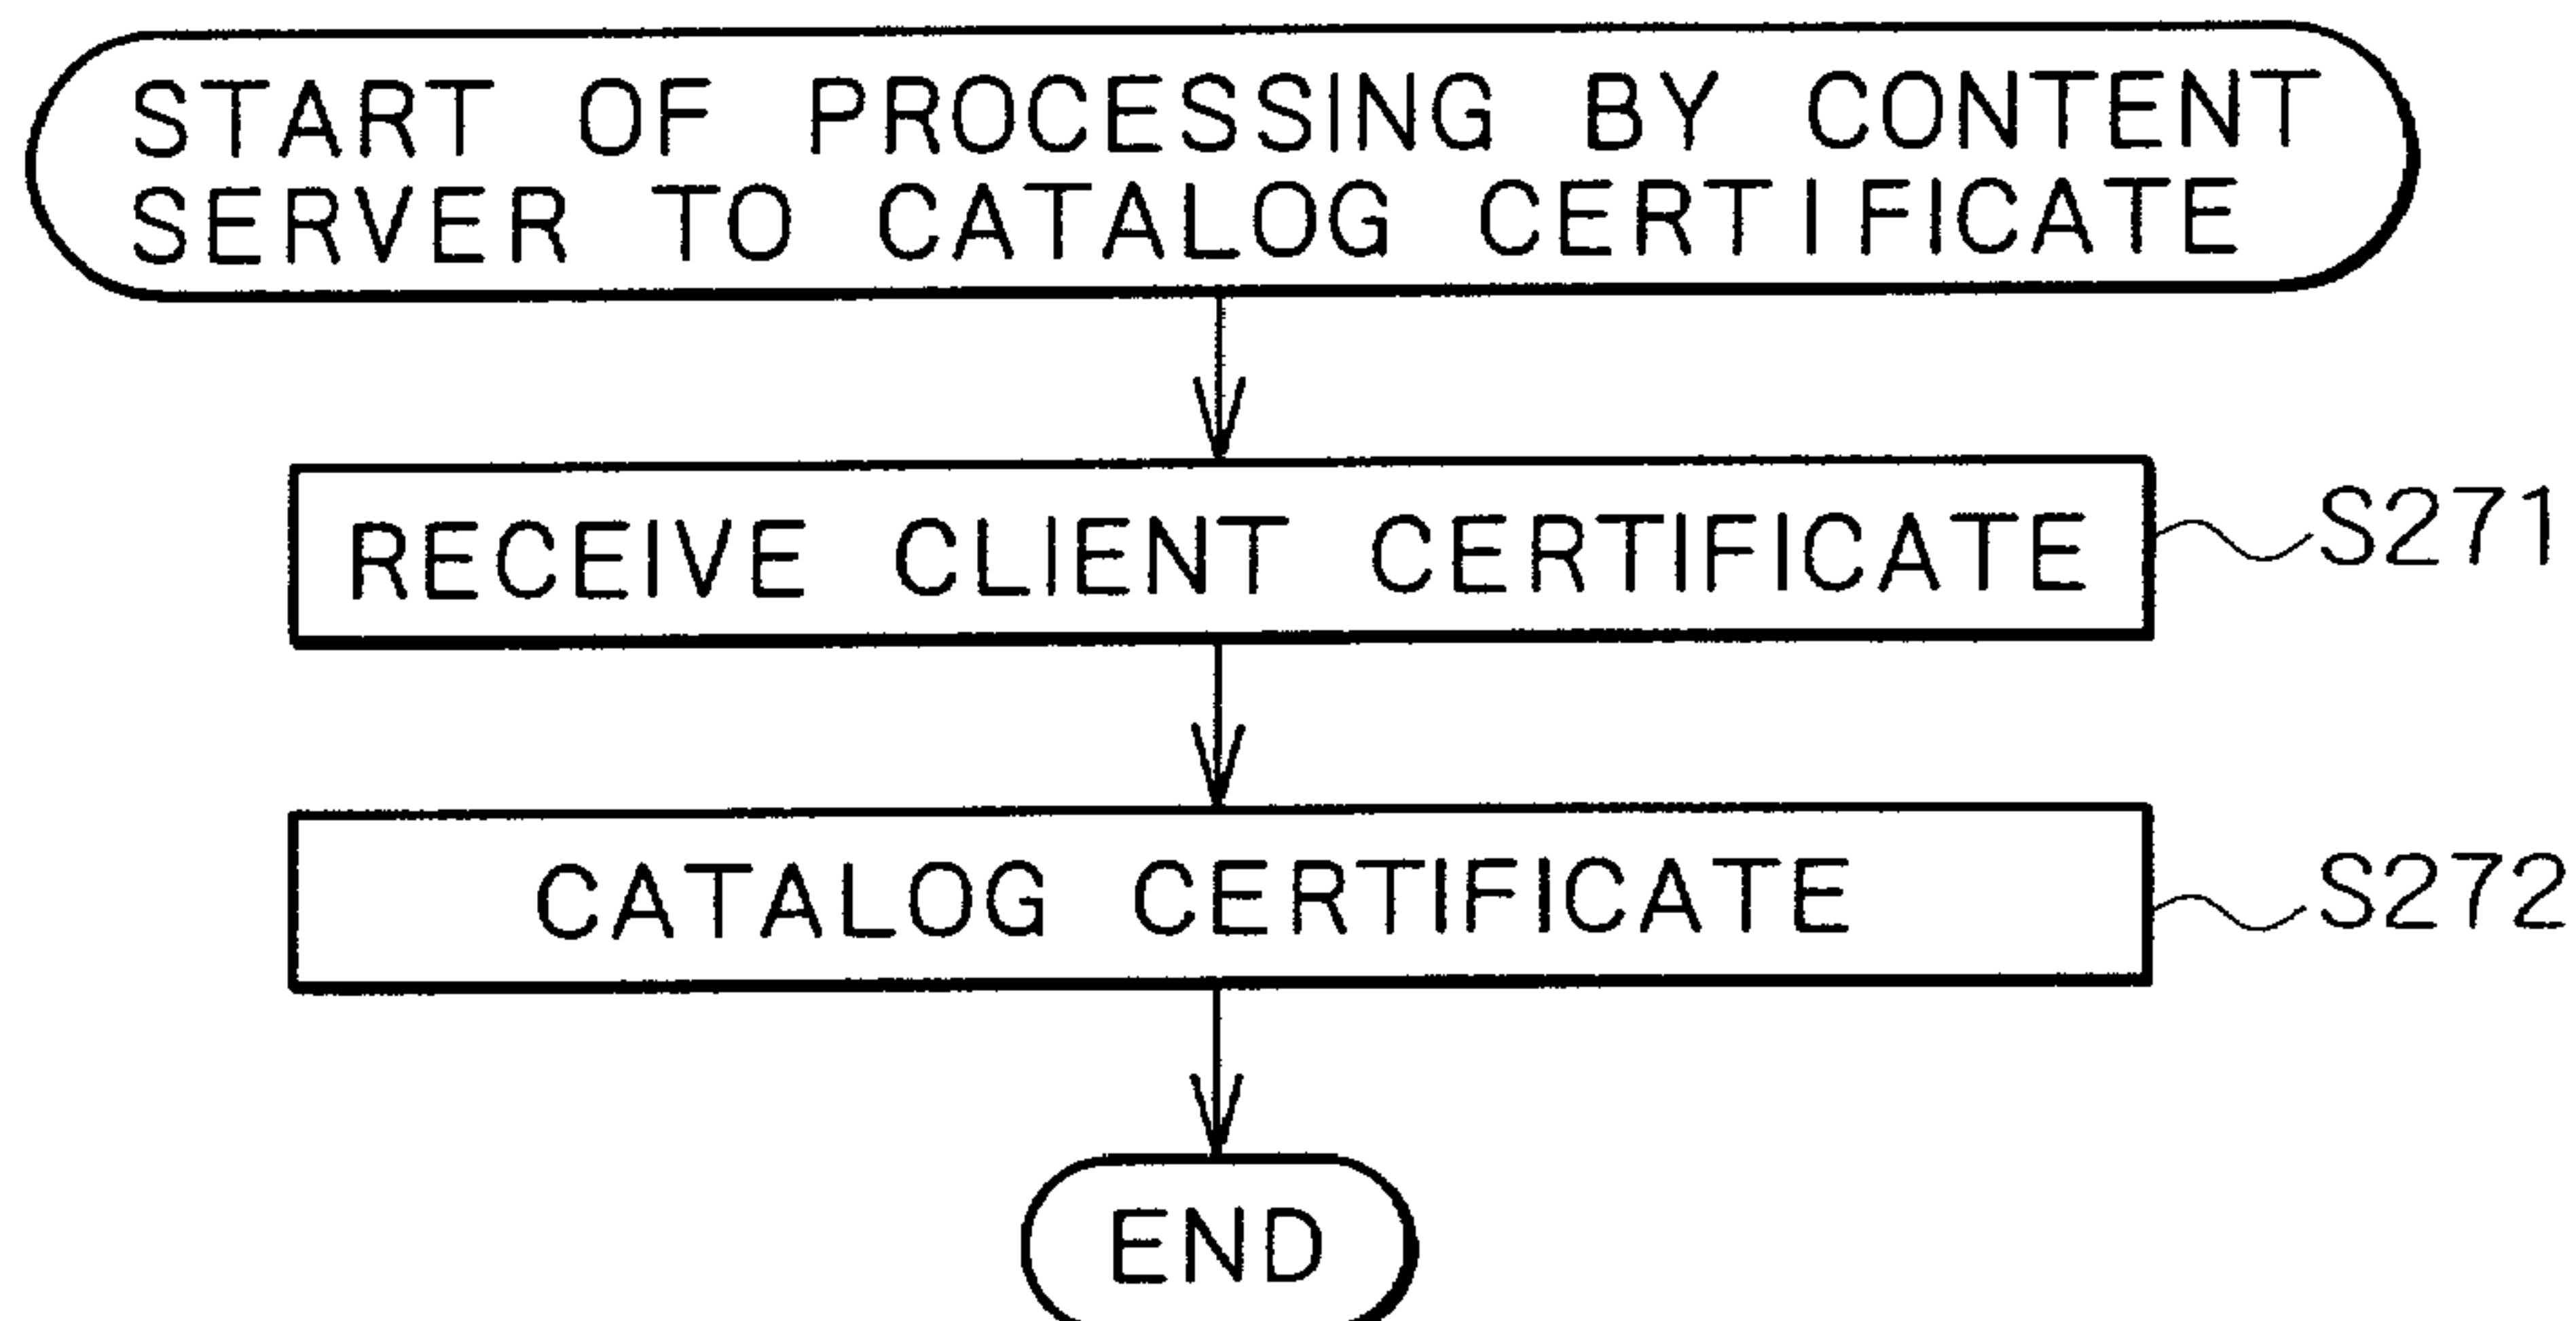 START OF PROCESSING BY CONTENT
SERVER TO CATALOG CERTIFICATE
RECEIVE CLIENT CERTIFICATE
S271
CATALOG CERTIFICATE
S272
END